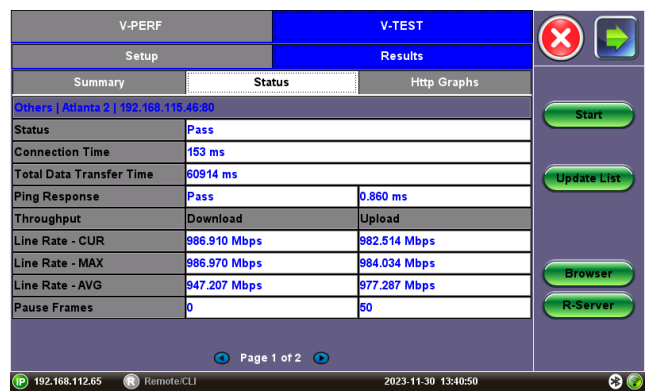 V-PERF V-TEST
Setup Results
Summary Status Http Graphs
Others | Atlanta 2 | 192.168.115.46:80
Status Pass
Connection Time 153 ms
Total Data Transfer Time 60914 ms
Ping Response Pass 0.860 ms
Throughput Download Upload
Line Rate - CUR 986.910 Mbps 982.514 Mbps
Line Rate - MAX 986.970 Mbps 984.034 Mbps
Line Rate - AVG 947.207 Mbps 977.287 Mbps
Pause Frames 0 50
Page 1 of 2
Start
Update List
Browser
R-Server
IP 192.168.112.65 R Remote/CLI 2023-11-30 13:40:50